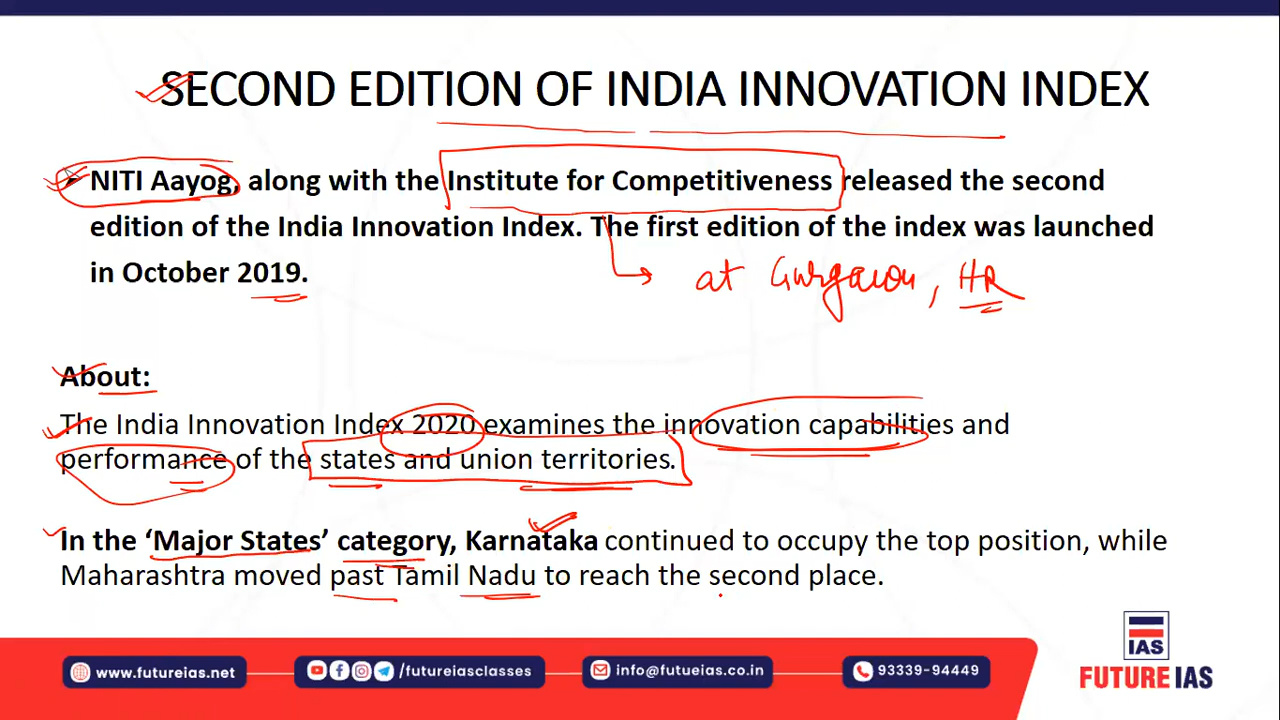 SECOND EDITION OF INDIA INNOVATION INDEX
NITI Aayog, along with the Institute for Competitiveness released the second
edition of the India Innovation Index. The first edition of the index was launched
in October 2019.
at Gurgaon, HR
About:
The India Innovation Index 2020 examines the innovation capabilities and
performance of the states and union territories.
In the ‘Major States’ category, Karnataka continued to occupy the top position, while
Maharashtra moved past Tamil Nadu to reach the second place.
IAS
FUTURE IAS
www.futureias.net
/futureiasclasses
info@futueias.co.in
93339-94449